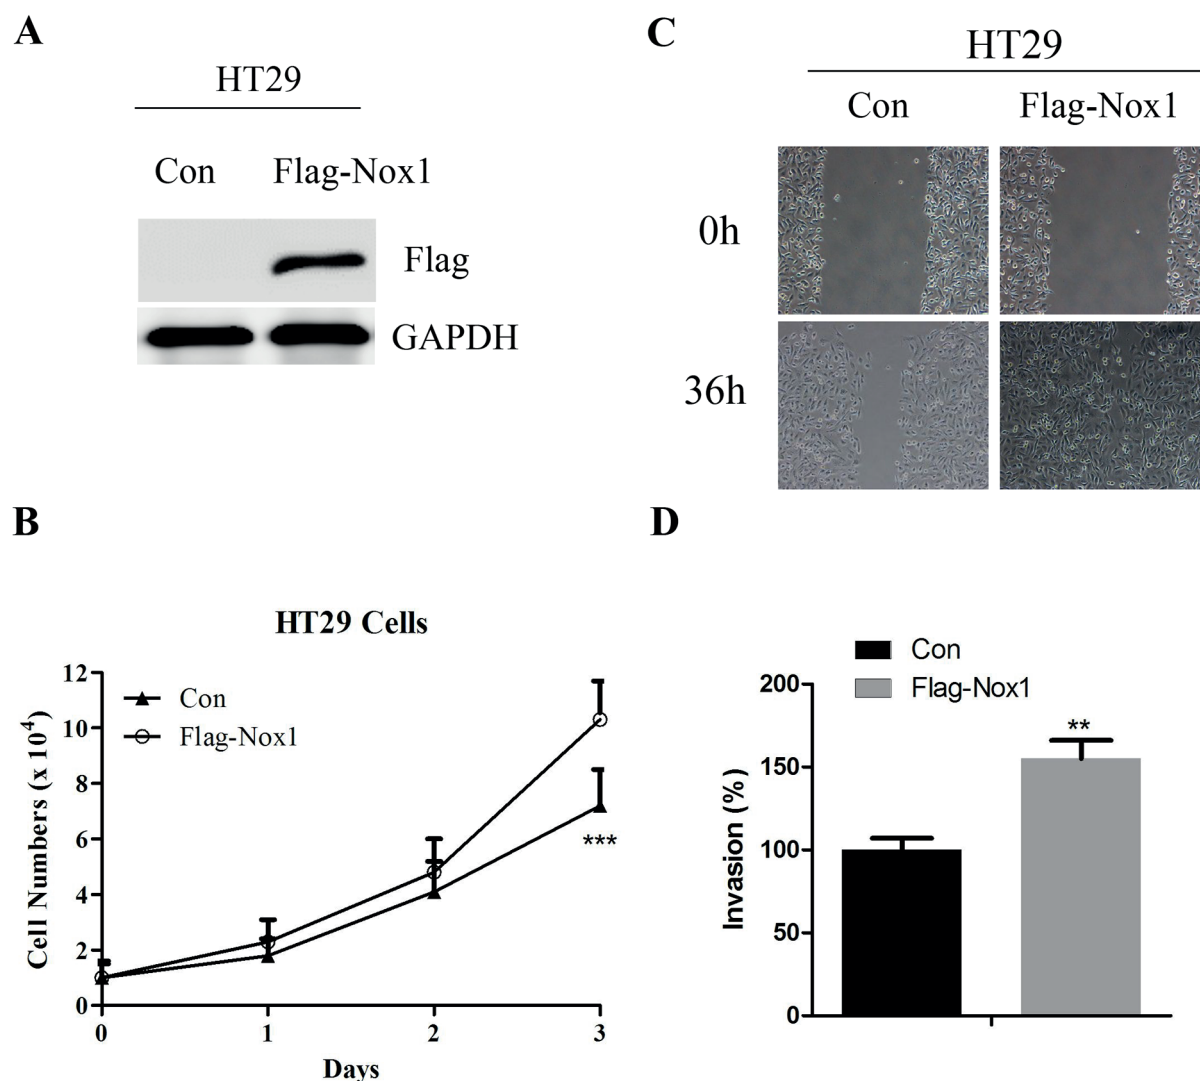 A
HT29
Con Flag-Nox1
Flag
GAPDH
C
HT29
Con Flag-Nox1
0h
36h
B
HT29 Cells
Con
Flag-Nox1
Cell Numbers (x 10⁴)
12
10
8
6
4
2
0
***
0 1 2 3
Days
D
Con
Flag-Nox1
Invasion (%)
200
150
100
50
0
**